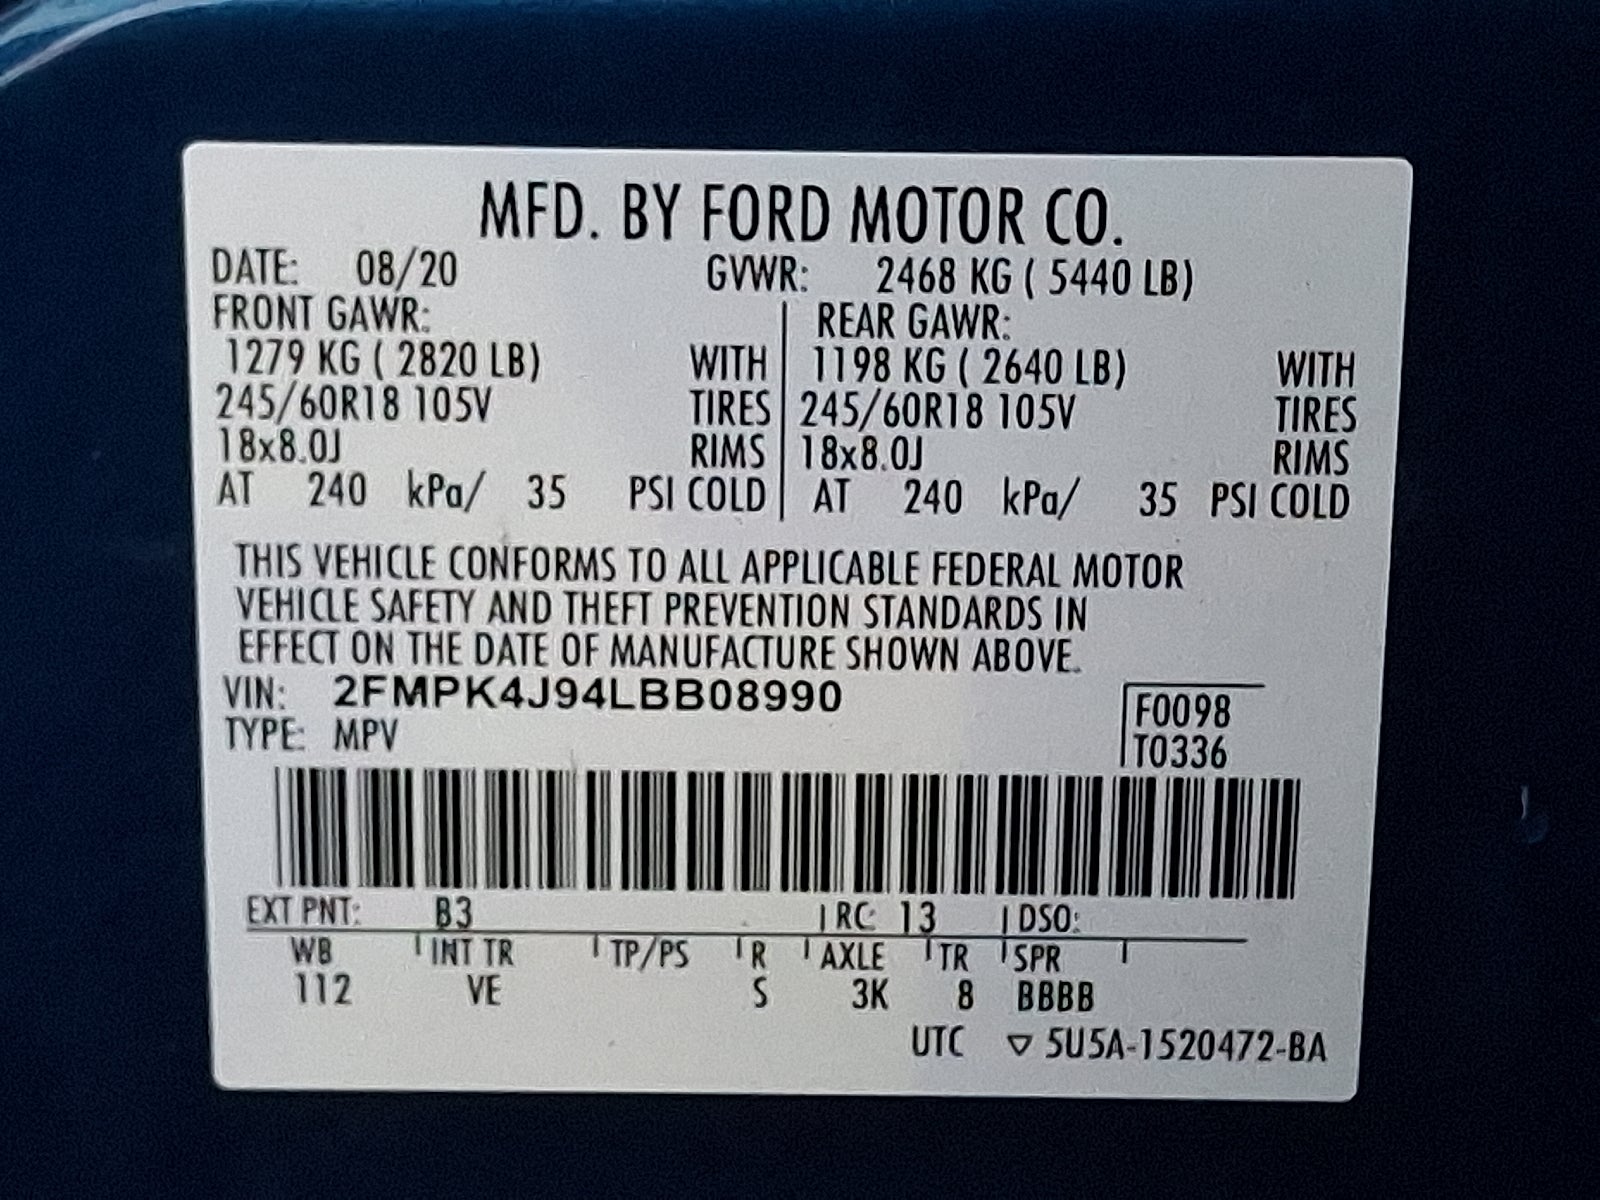 MFD. BY FORD MOTOR CO.
DATE: 08/20 GVWR: 2468 KG ( 5440 LB)
FRONT GAWR: REAR GAWR:
1279 KG ( 2820 LB) WITH 1198 KG ( 2640 LB) WITH
245/60R18 105V TIRES 245/60R18 105V TIRES
18x8.0J RIMS 18x8.0J RIMS
AT 240 kPa/ 35 PSI COLD AT 240 kPa/ 35 PSI COLD
THIS VEHICLE CONFORMS TO ALL APPLICABLE FEDERAL MOTOR
VEHICLE SAFETY AND THEFT PREVENTION STANDARDS IN
EFFECT ON THE DATE OF MANUFACTURE SHOWN ABOVE.
VIN: 2FMPK4J94LBB08990
F0098
TYPE: MPV
T0336
EXT PNT: B3 RC: 13 DSO:
WB INT TR TP/PS R AXLE TR SPR
112 VE S 3K 8 BBBB
UTC ▽ 5U5A-1520472-BA